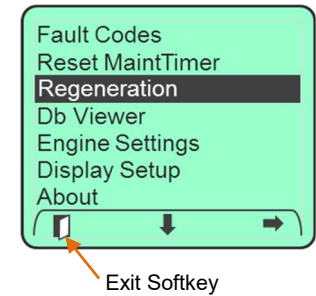 Fault Codes
Reset MaintTimer
Regeneration
Db Viewer
Engine Settings
Display Setup
About
Exit Softkey